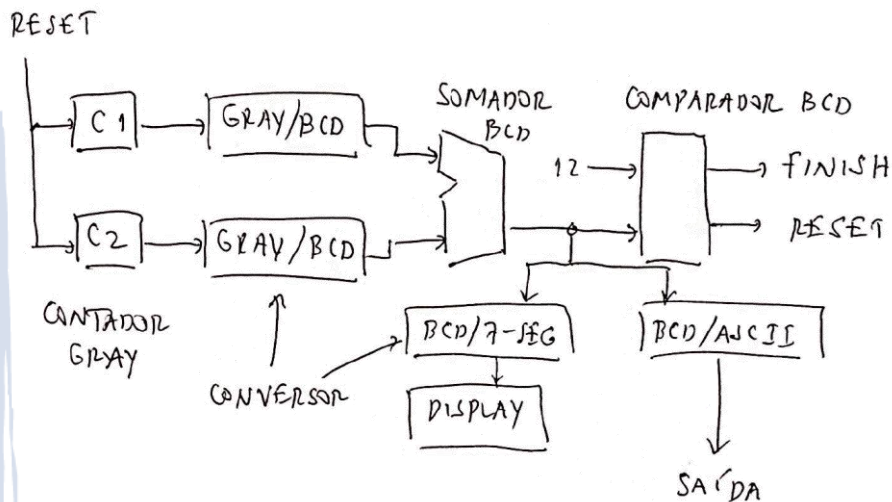 RESET
C1
GRAY/BCD
SOMADOR
BCD
COMPARADOR BCD
12
FINISH
RESET
C2
GRAY/BCD
CONTADOR
GRAY
CONVERSOR
BCD/7-SEG
BCD/ASCII
DISPLAY
SAÍDA